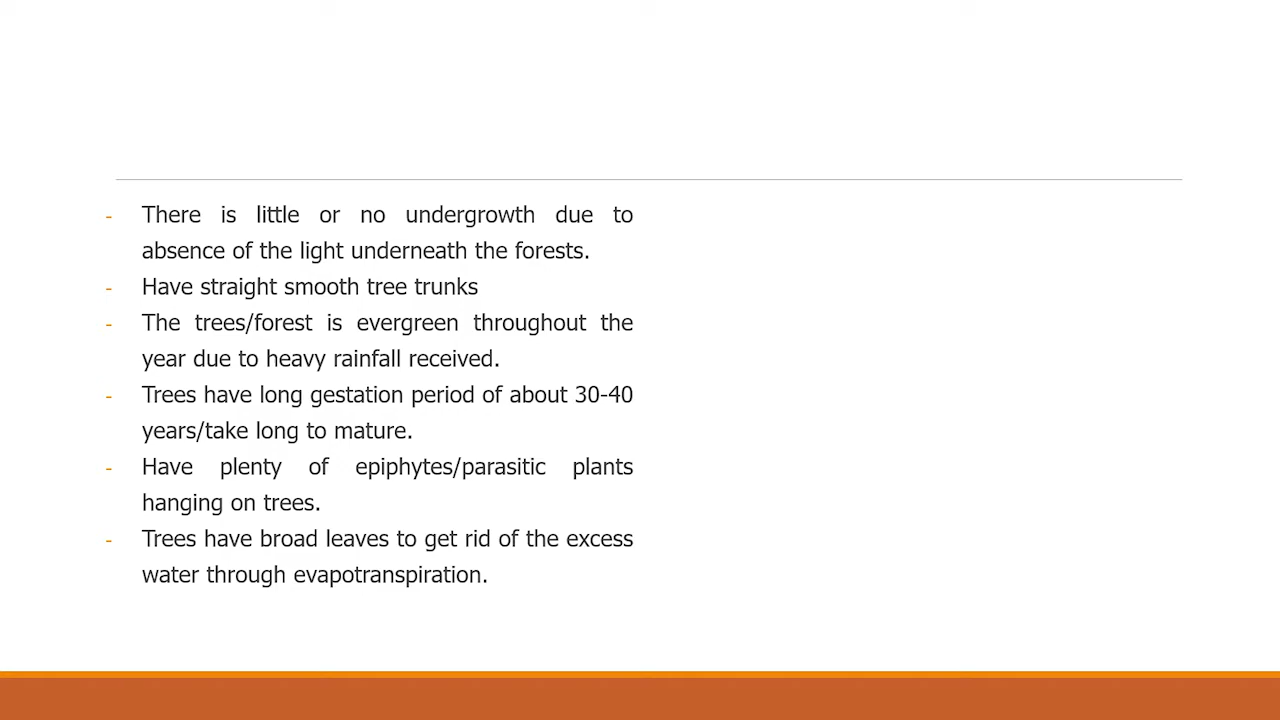 - There is little or no undergrowth due to
absence of the light underneath the forests.
- Have straight smooth tree trunks
- The trees/forest is evergreen throughout the
year due to heavy rainfall received.
- Trees have long gestation period of about 30-40
years/take long to mature.
- Have plenty of epiphytes/parasitic plants
hanging on trees.
- Trees have broad leaves to get rid of the excess
water through evapotranspiration.